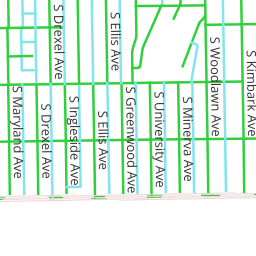 S Drexel Ave
S Ellis Ave
S Woodlawn Ave
S Kimbark Ave
S Maryland Ave
S Drexel Ave
S Ingleside Ave
S Ellis Ave
S Greenwood Ave
S University Ave
S Minerva Ave